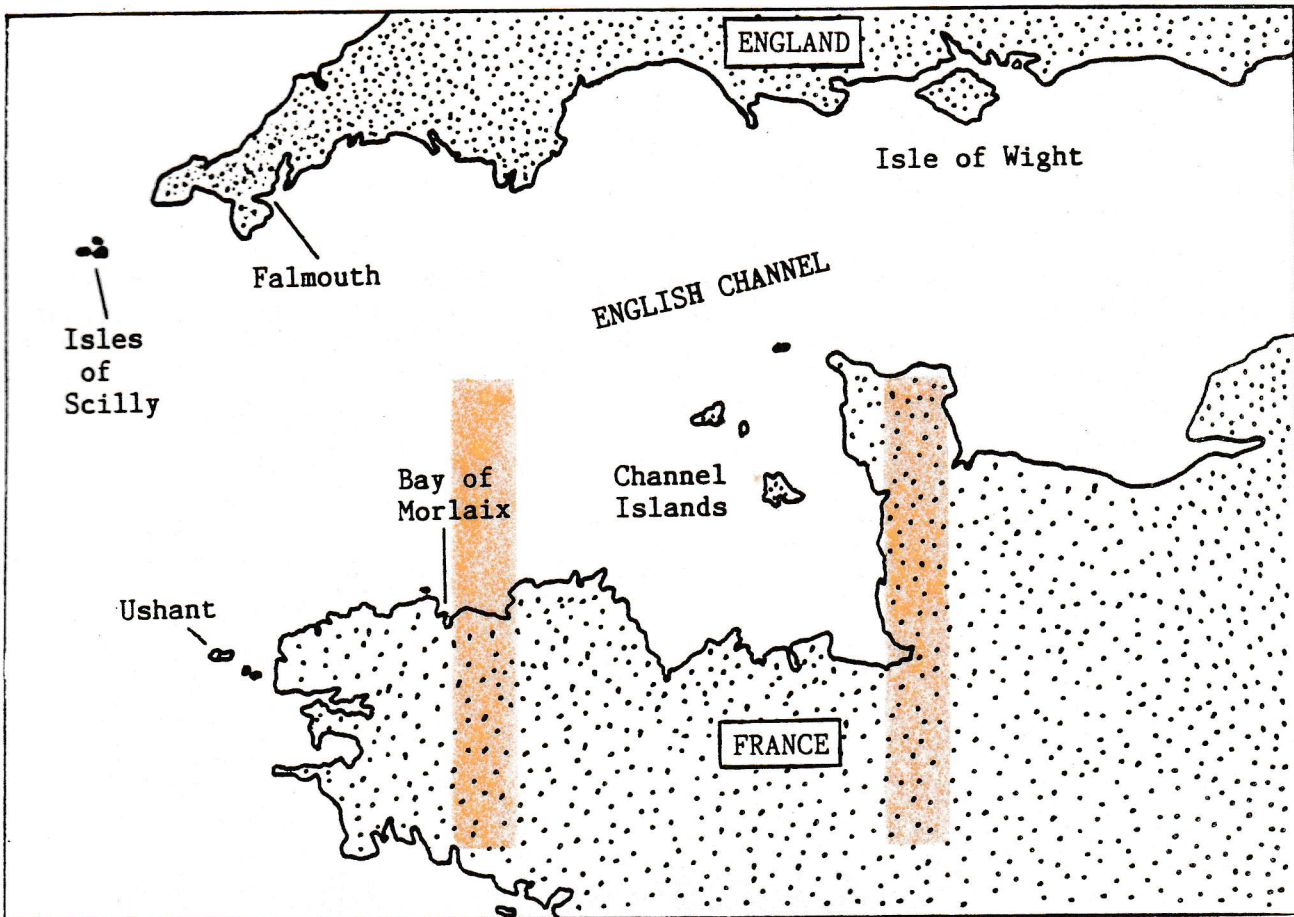 ENGLAND
Isle of Wight
Falmouth
ENGLISH CHANNEL
Isles
of
Scilly
Bay of
Morlaix
Channel
Islands
Ushant
FRANCE